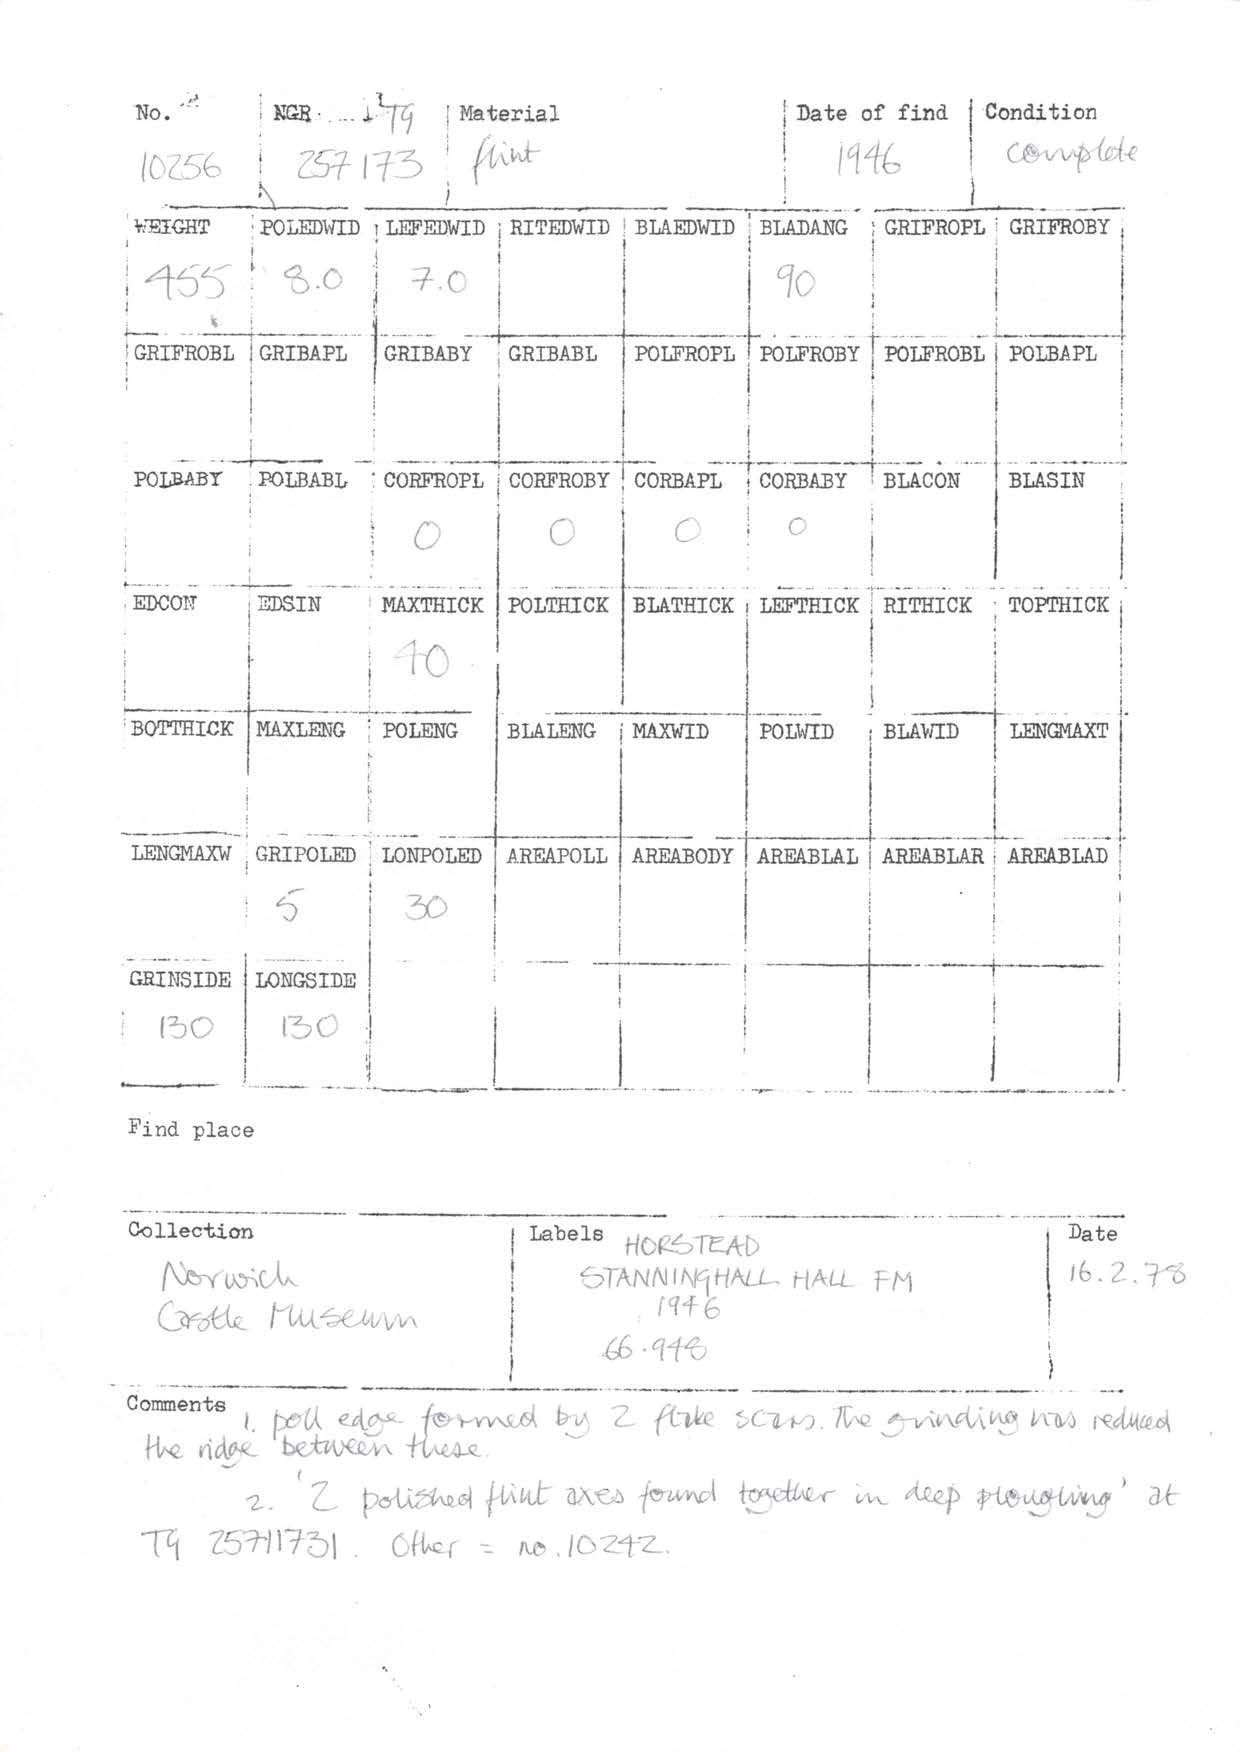 No. NGR TG Material Date of find Condition
10256 257173 flint 1946 complete
WEIGHT POLEDWID LEFEDWID RITEDWID BLAEDWID BLADANG GRIFROPL GRIFROBY
455 8.0 7.0 90
GRIFROBL GRIBAPL GRIBABY GRIBABL POLFROPL POLFROBY POLFROBL POLBAPL
POLBABY POLBABL CORFROPL CORFROBY CORBAPL CORBABY BLACON BLASIN
0 0 0 0
EDCON EDSIN MAXTHICK POLTHICK BLATHICK LEFTHICK RITHICK TOPTHICK
40
BOTTHICK MAXLENG POLENG BLALENG MAXWID POLWID BLAWID LENGMAXT
LENGMAXW GRIPOLED LONPOLED AREAPOLL AREABODY AREABLAL AREABLAR AREABLAD
5 30
GRINSIDE LONGSIDE
130 130
Find place
Collection Labels Date
Norwich
Castle Museum
HORSTEAD
STANNINGHALL HALL FM
1946
66.948
16.2.78
Comments 1. poll edge formed by 2 flake scars. The grinding has reduced
the ridge between these.
2. '2 polished flint axes found together in deep ploughing' at
TG 25711731. Other = no. 10242.